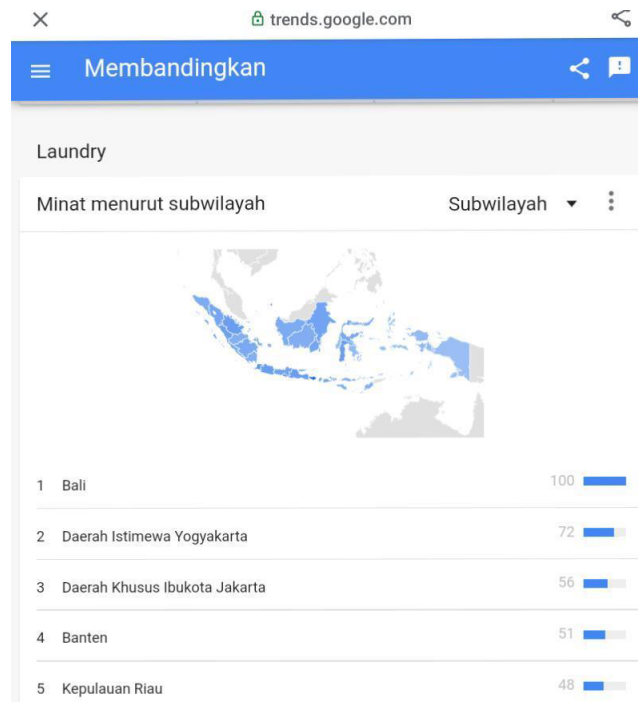 trends.google.com
Membandingkan
Laundry
Minat menurut subwilayah Subwilayah
1 Bali 100
2 Daerah Istimewa Yogyakarta 72
3 Daerah Khusus Ibukota Jakarta 56
4 Banten 51
5 Kepulauan Riau 48